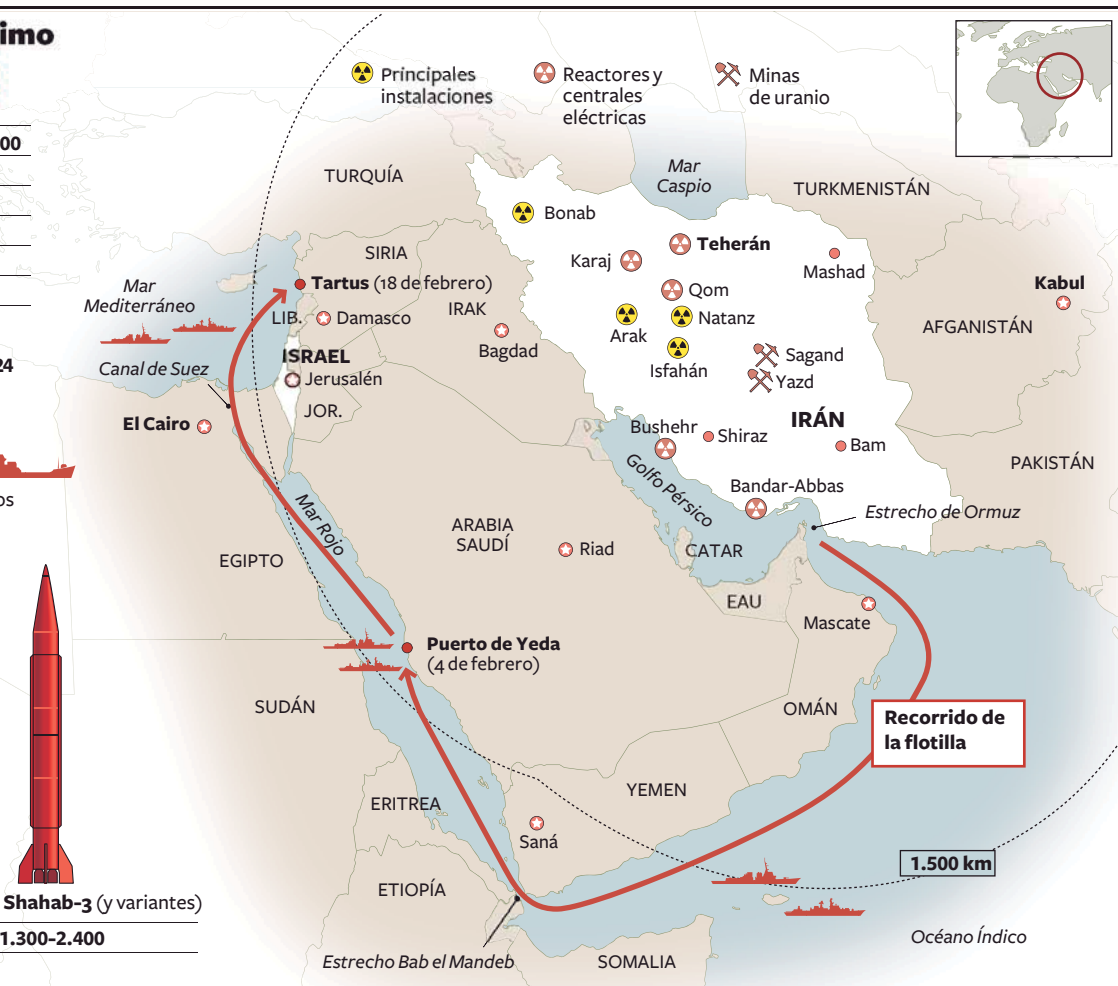 imo
00
24
os
Shahab-3 (y variantes)
1.300-2.400
Principales
instalaciones
Reactores y
centrales
eléctricas
Minas
de uranio
TURQUÍA
Mar
Caspio
TURKMENISTÁN
Bonab
Teherán
Karaj
Mashad
SIRIA
Tartus (18 de febrero)
Mar
Mediterráneo
Qom
Kabul
LIB.
Damasco
IRAK
Arak
Natanz
AFGANISTÁN
Bagdad
ISRAEL
Canal de Suez
Isfahán
Sagand
Jerusalén
Yazd
JOR.
El Cairo
IRÁN
Bushehr
Shiraz
Bam
PAKISTÁN
Golfo Pérsico
Bandar-Abbas
Mar Rojo
Estrecho de Ormuz
ARABIA
SAUDÍ
Riad
CATAR
EGIPTO
EAU
Mascate
Puerto de Yeda
(4 de febrero)
SUDÁN
OMÁN
Recorrido de
la flotilla
YEMEN
ERITREA
Saná
1.500 km
ETIOPÍA
Océano Índico
Estrecho Bab el Mandeb
SOMALIA